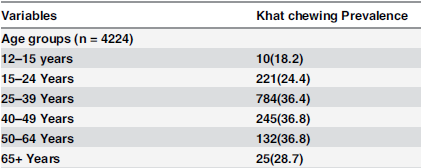 Variables Khat chewing Prevalence
Age groups (n = 4224)
12–15 years 10(18.2)
15–24 Years 221(24.4)
25–39 Years 784(36.4)
40–49 Years 245(36.8)
50–64 Years 132(36.8)
65+ Years 25(28.7)